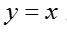 y = x